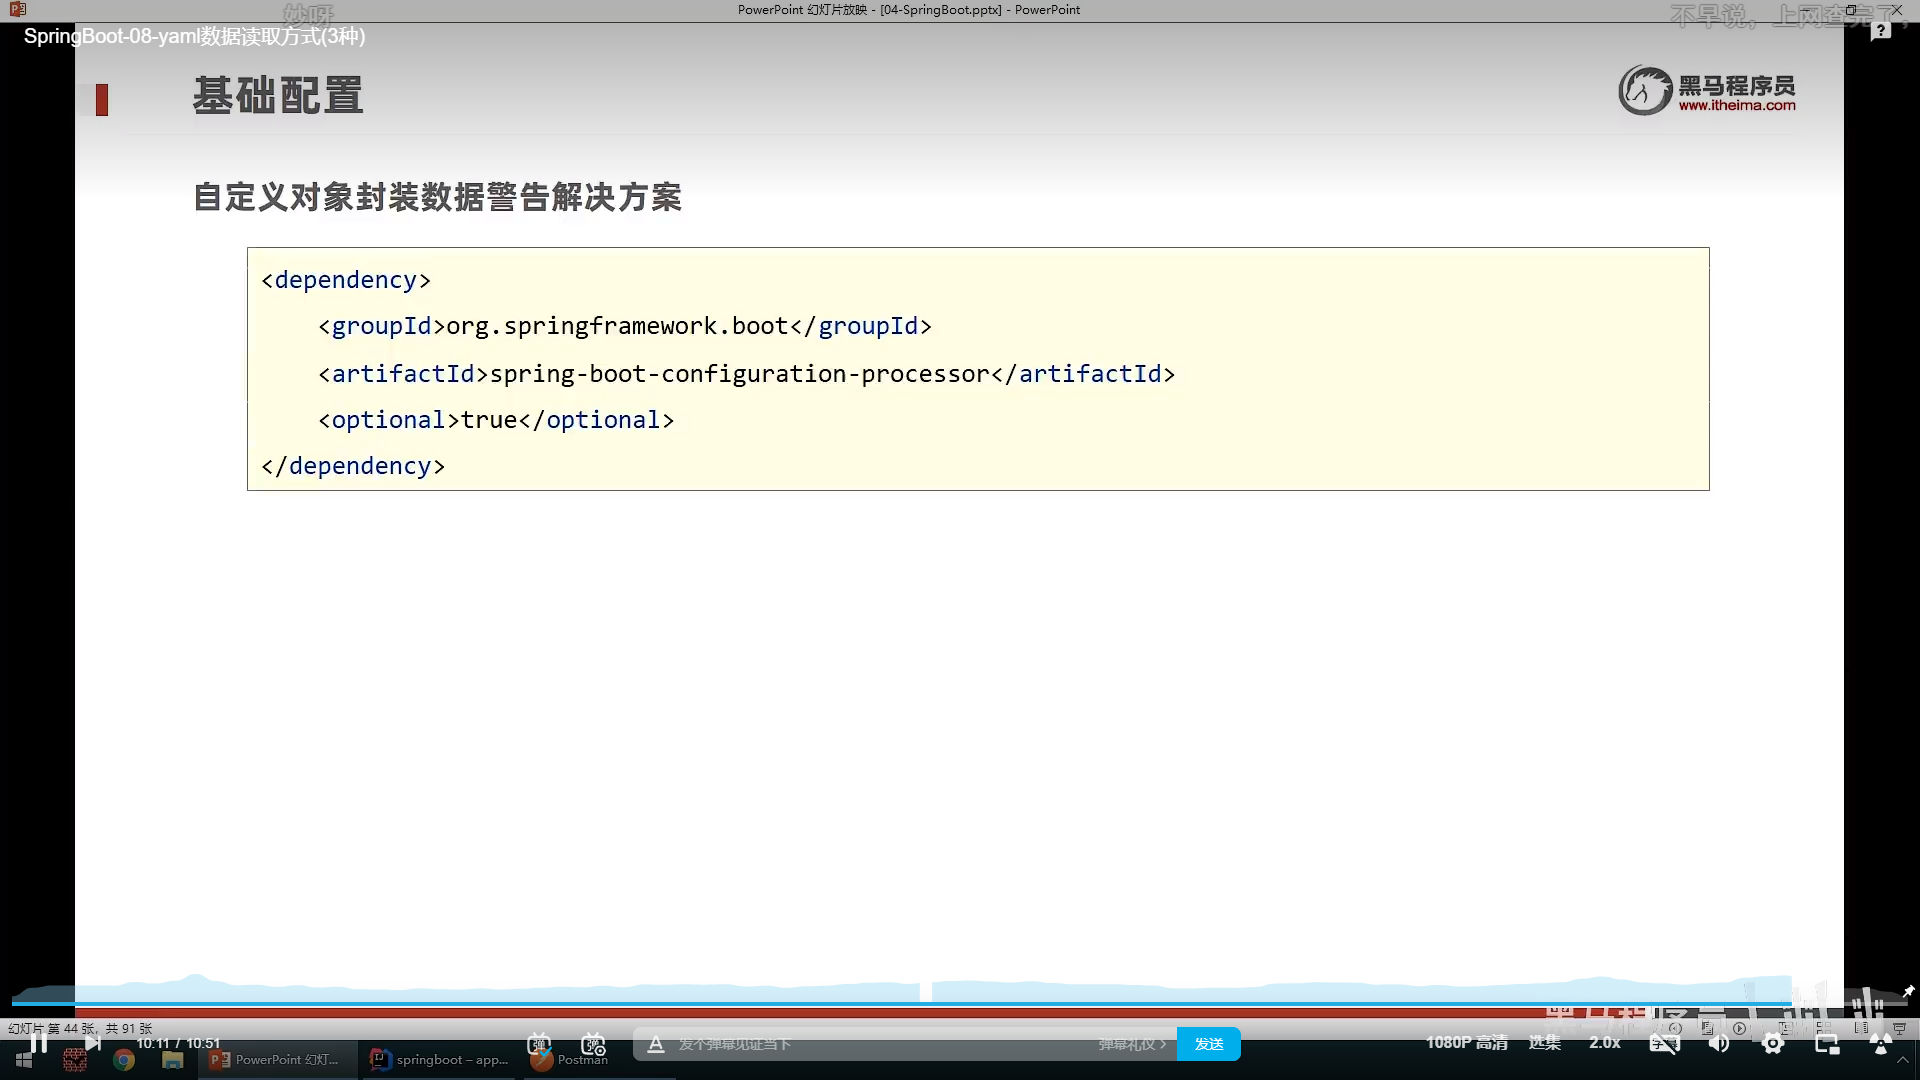 PowerPoint 幻灯片放映 - [04-SpringBoot.pptx] - PowerPoint
妙呀
不早说，上网查完了，
SpringBoot-08-yaml数据读取方式(3种)
基础配置
黑马程序员
www.itheima.com
自定义对象封装数据警告解决方案
<dependency>
<groupId>org.springframework.boot</groupId>
<artifactId>spring-boot-configuration-processor</artifactId>
<optional>true</optional>
</dependency>
幻灯片 第 44 张，共 91 张
10:11 / 10:51
发个弹幕见证当下
弹幕礼仪 >
发送
1080P 高清
选集
2.0x
PowerPoint 幻灯...
springboot – app...
Postman